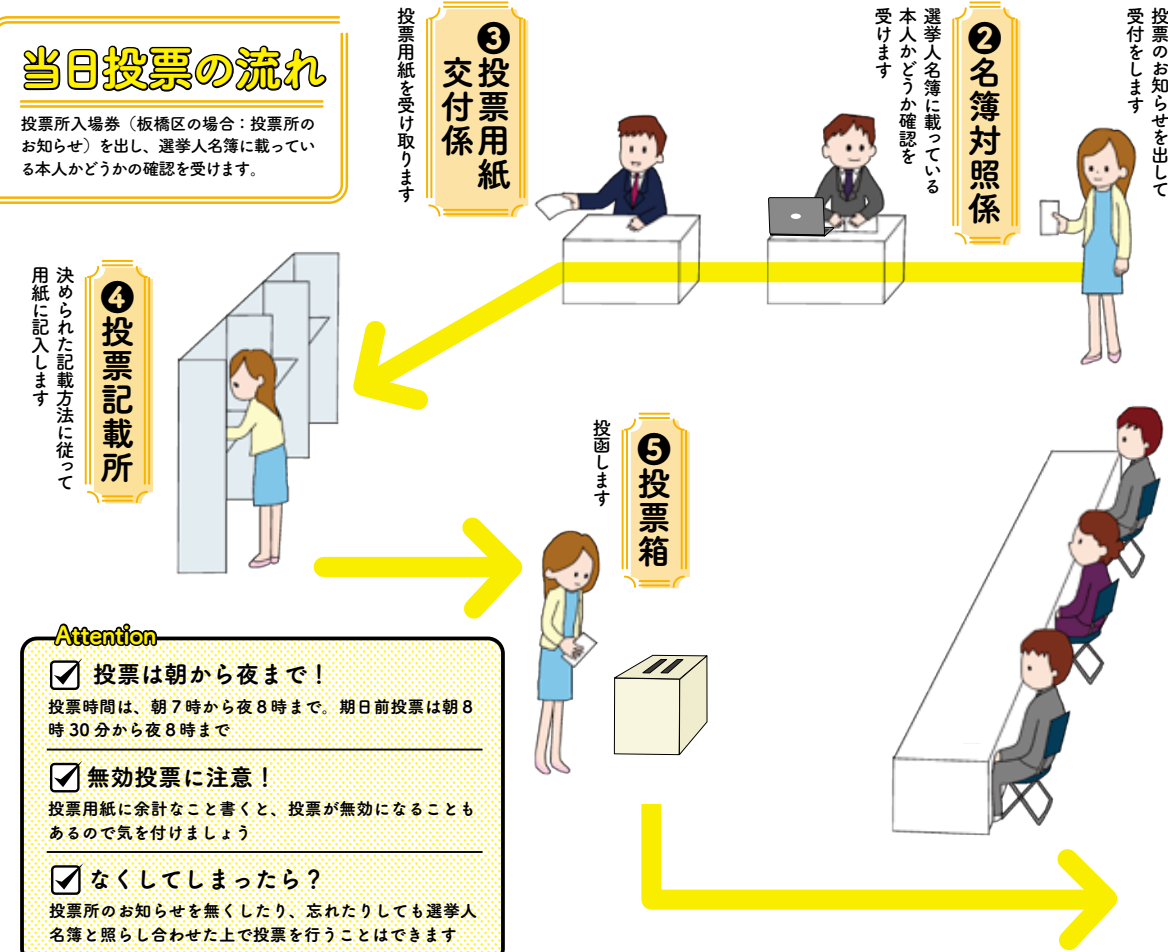 当日投票の流れ
投票所入場券（板橋区の場合：投票所の
お知らせ）を出し、選挙人名簿に載ってい
る本人かどうかの確認を受けます。
投票のお知らせを出して
受付をします
❷名簿対照係
選挙人名簿に載っている
本人かどうか確認を
受けます
❸投票用紙
交付係
投票用紙を受け取ります
❹投票記載所
決められた記載方法に従って
用紙に記入します
❺投票箱
投函します
Attention
投票は朝から夜まで！
投票時間は、朝７時から夜８時まで。期日前投票は朝８
時 30 分から夜８時まで
無効投票に注意！
投票用紙に余計なこと書くと、投票が無効になることも
あるので気を付けましょう
なくしてしまったら？
投票所のお知らせを無くしたり、忘れたりしても選挙人
名簿と照らし合わせた上で投票を行うことはできます